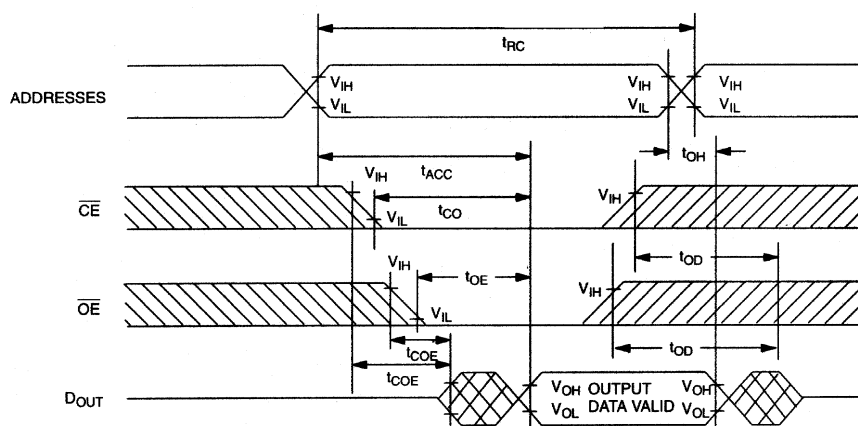 tRC
ADDRESSES
VIH VIH VIH
VIL VIL VIL
tOH
tACC
VIH VIH
CE
tCO
VIL
tOD
VIH
tOE
VIH
OE
VIL
tOD
tCOE
tCOE
DOUT
VOH OUTPUT VOH
VOL DATA VALID VOL